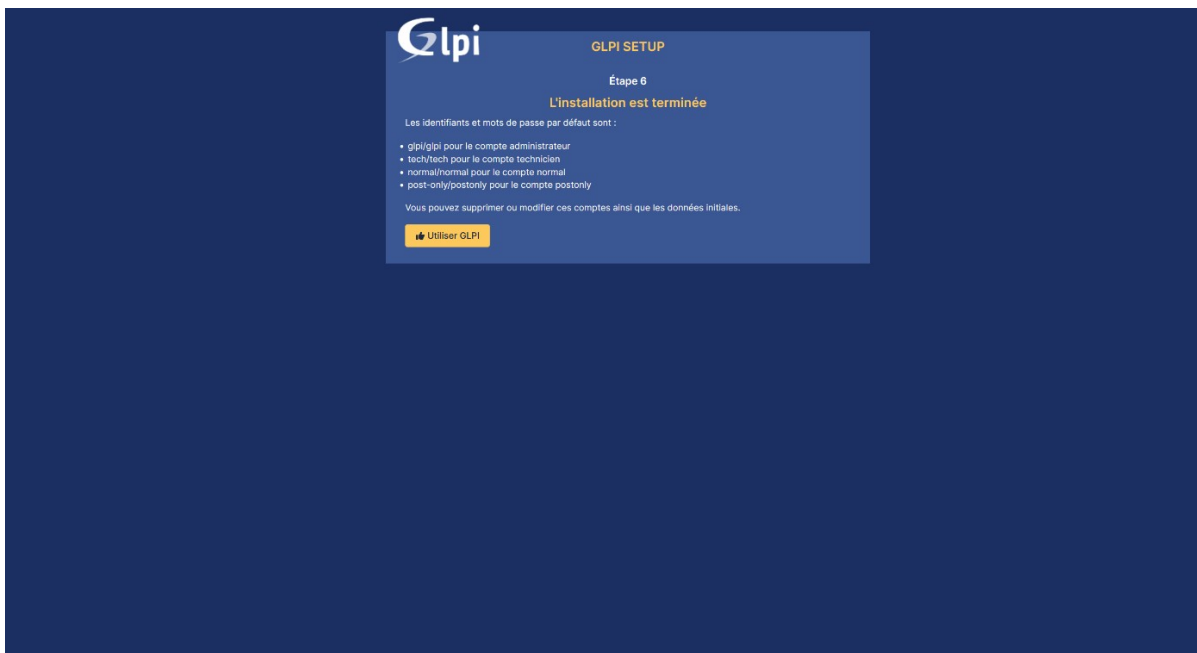 Glpi
GLPI SETUP
Étape 6
L'installation est terminée
Les identifiants et mots de passe par défaut sont :
• glpi/glpi pour le compte administrateur
• tech/tech pour le compte technicien
• normal/normal pour le compte normal
• post-only/postonly pour le compte postonly
Vous pouvez supprimer ou modifier ces comptes ainsi que les données initiales.
Utiliser GLPI